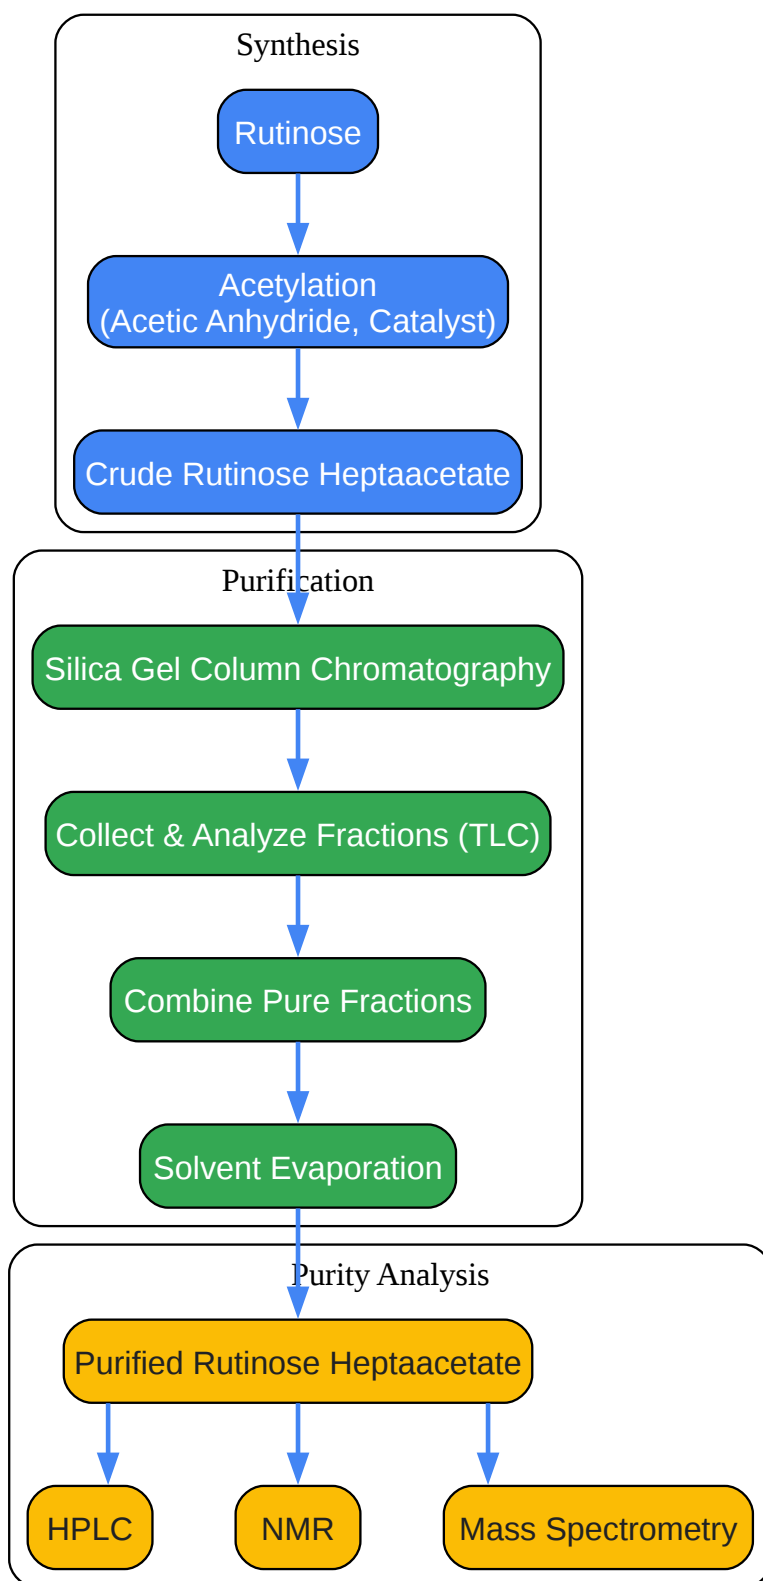 Synthesis
Rutinose
Acetylation
(Acetic Anhydride, Catalyst)
Crude Rutinose Heptaacetate
Purification
Silica Gel Column Chromatography
Collect & Analyze Fractions (TLC)
Combine Pure Fractions
Solvent Evaporation
Purity Analysis
Purified Rutinose Heptaacetate
HPLC
NMR
Mass Spectrometry